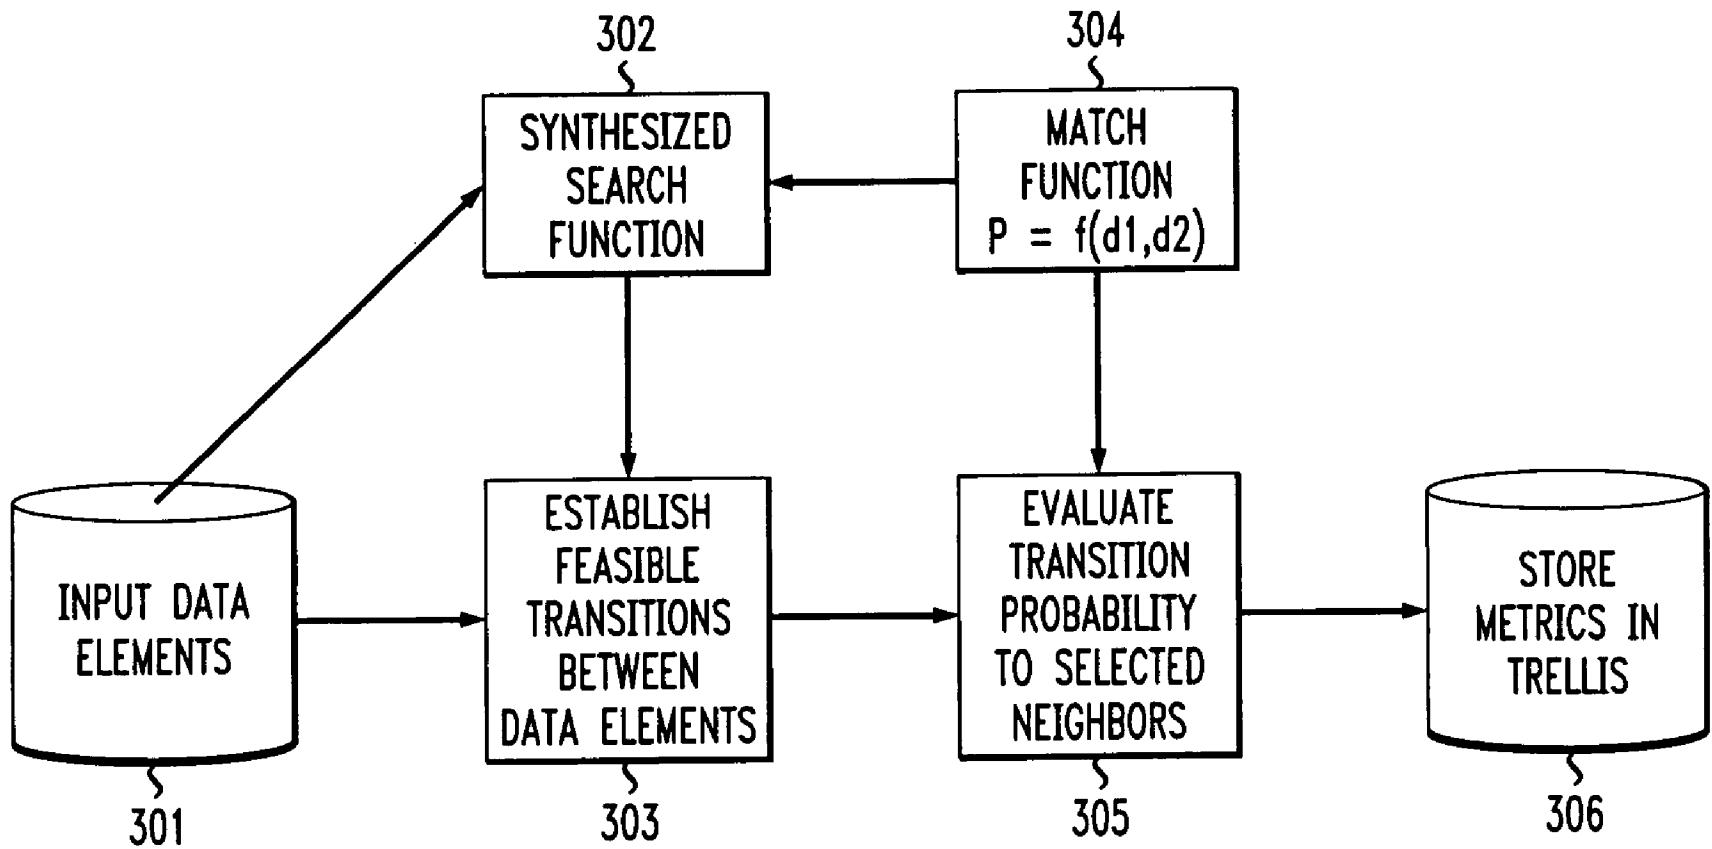 302
304
SYNTHESIZED
SEARCH
FUNCTION
MATCH
FUNCTION
P = f(d1,d2)
INPUT DATA
ELEMENTS
301
ESTABLISH
FEASIBLE
TRANSITIONS
BETWEEN
DATA ELEMENTS
303
EVALUATE
TRANSITION
PROBABILITY
TO SELECTED
NEIGHBORS
305
STORE
METRICS IN
TRELLIS
306